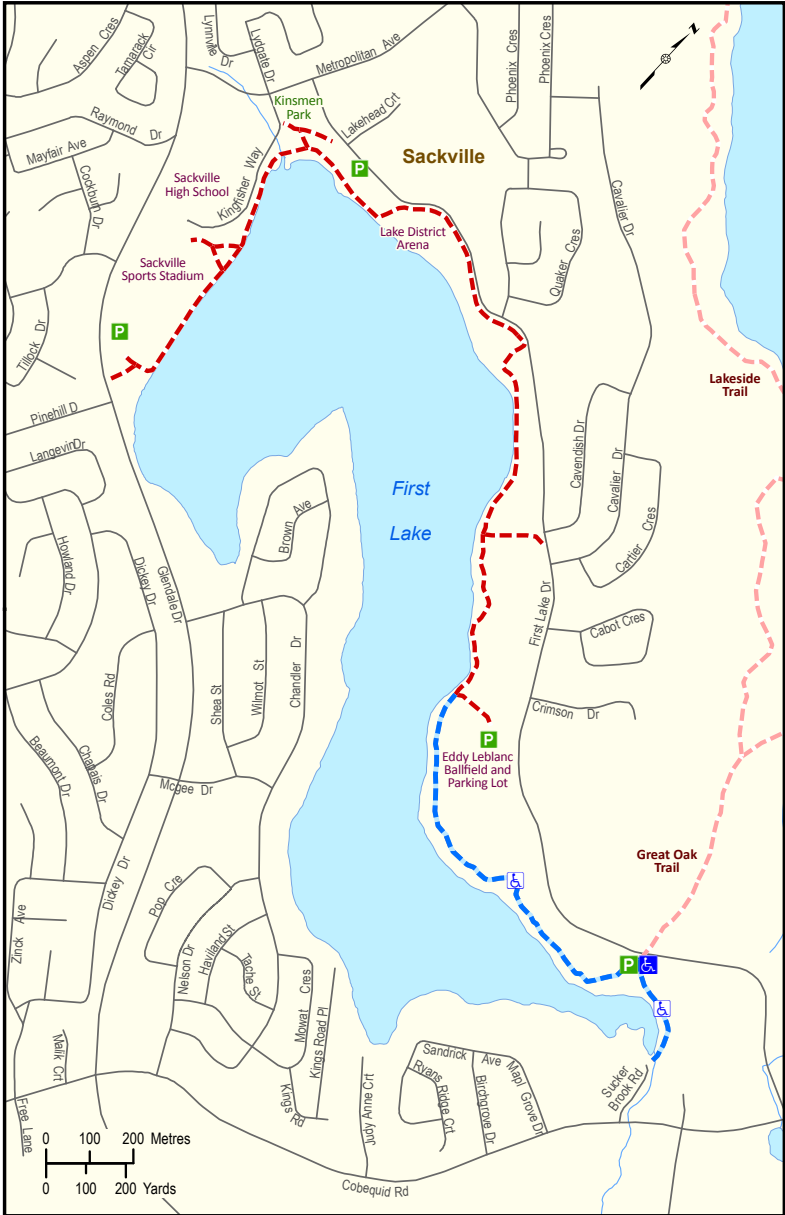 Aspen Cres
Tamarack
Cir
Lynnville
Dr
Lydgate Dr
Metropolitan Ave
Phoenix Cres
Phoenix Cres
N
Raymond Dr
Mayfair Ave
Cockburn Dr
Kinsmen
Park
Lakehead Crt
P
Sackville
Sackville
High School
Kingfisher Way
Cavalier Dr
Lake District
Arena
Quaker Cres
Sackville
Sports Stadium
P
Tillock Dr
Lakeside
Trail
Pinehill D
Langevin Dr
First
Lake
Cavendish Dr
Cavalier Dr
Cartier Cres
Brown Ave
Howland Dr
Dickey Dr
Glendale Dr
First Lake Dr
Cabot Cres
Coles Rd
Shea St
Wilmot St
Chandler Dr
Crimson Dr
P
Eddy Leblanc
Ballfield and
Parking Lot
Beaumont Dr
Chablais Dr
Mcgee Dr
Great Oak
Trail
Dickey Dr
Pop Cre
Zinck Ave
Nelson Dr
Haviland St
Tache St
P
Mowat Cres
Kings Road Pl
Malik Crt
Free Lane
Kings Rd
Judy Anne Crt
Sandrick Ave
Ryans Ridge Crt
Birchgrove Dr
Mapl Grove Dr
Sucker
Brook Rd
0 100 200 Metres
0 100 200 Yards
Cobequid Rd